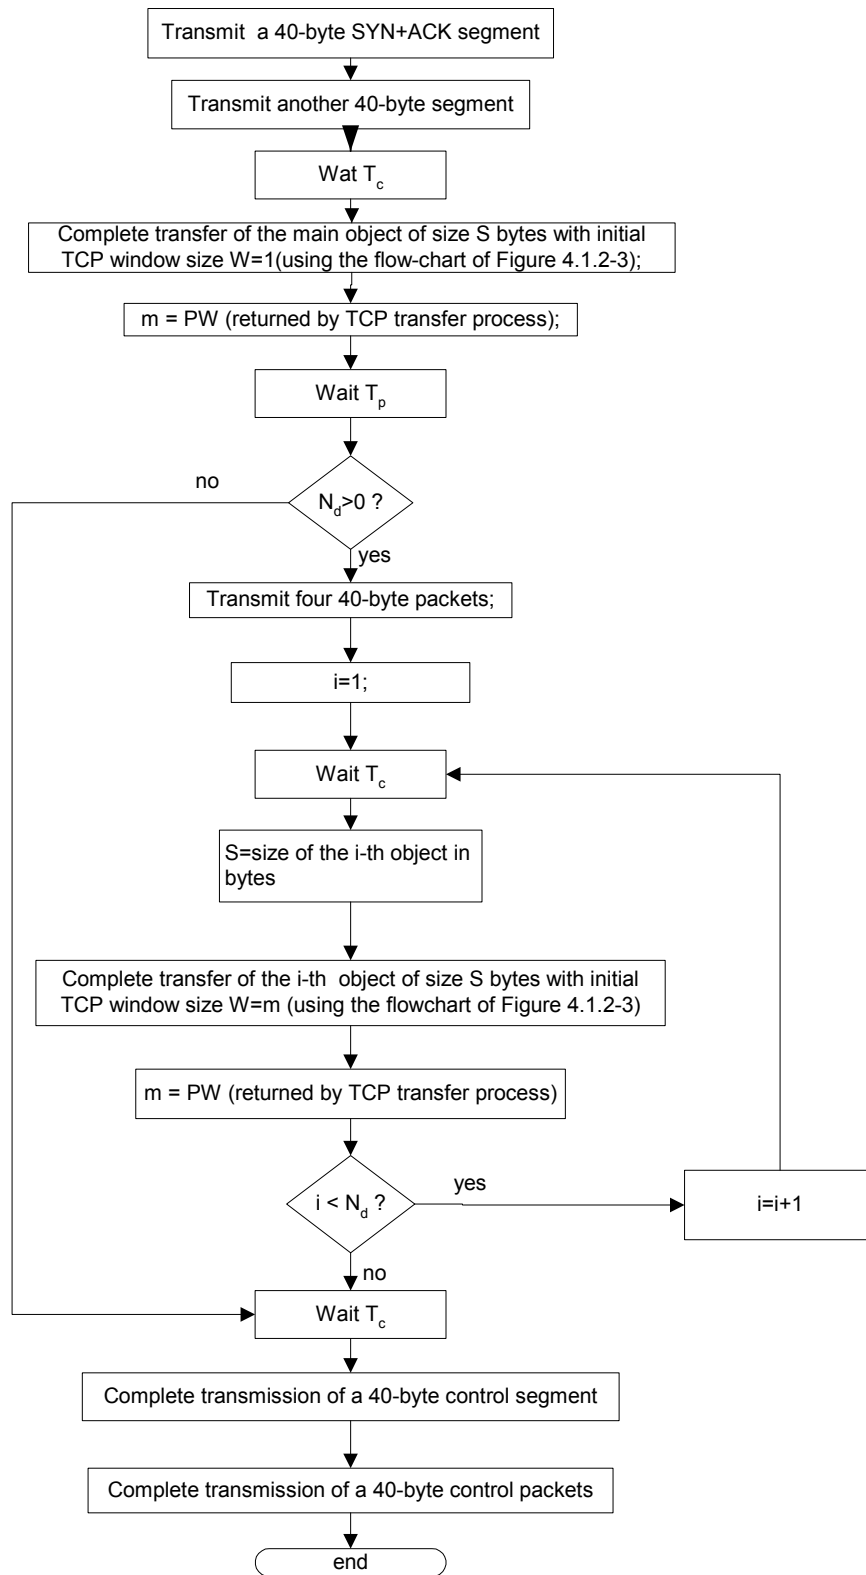 Transmit a 40-byte SYN+ACK segment
Transmit another 40-byte segment
Wat T_c
Complete transfer of the main object of size S bytes with initial
TCP window size W=1(using the flow-chart of Figure 4.1.2-3);
m = PW (returned by TCP transfer process);
Wait T_p
no
N_d>0 ?
yes
Transmit four 40-byte packets;
i=1;
Wait T_c
S=size of the i-th object in
bytes
Complete transfer of the i-th object of size S bytes with initial
TCP window size W=m (using the flowchart of Figure 4.1.2-3)
m = PW (returned by TCP transfer process)
i < N_d ?
yes
i=i+1
no
Wait T_c
Complete transmission of a 40-byte control segment
Complete transmission of a 40-byte control packets
end